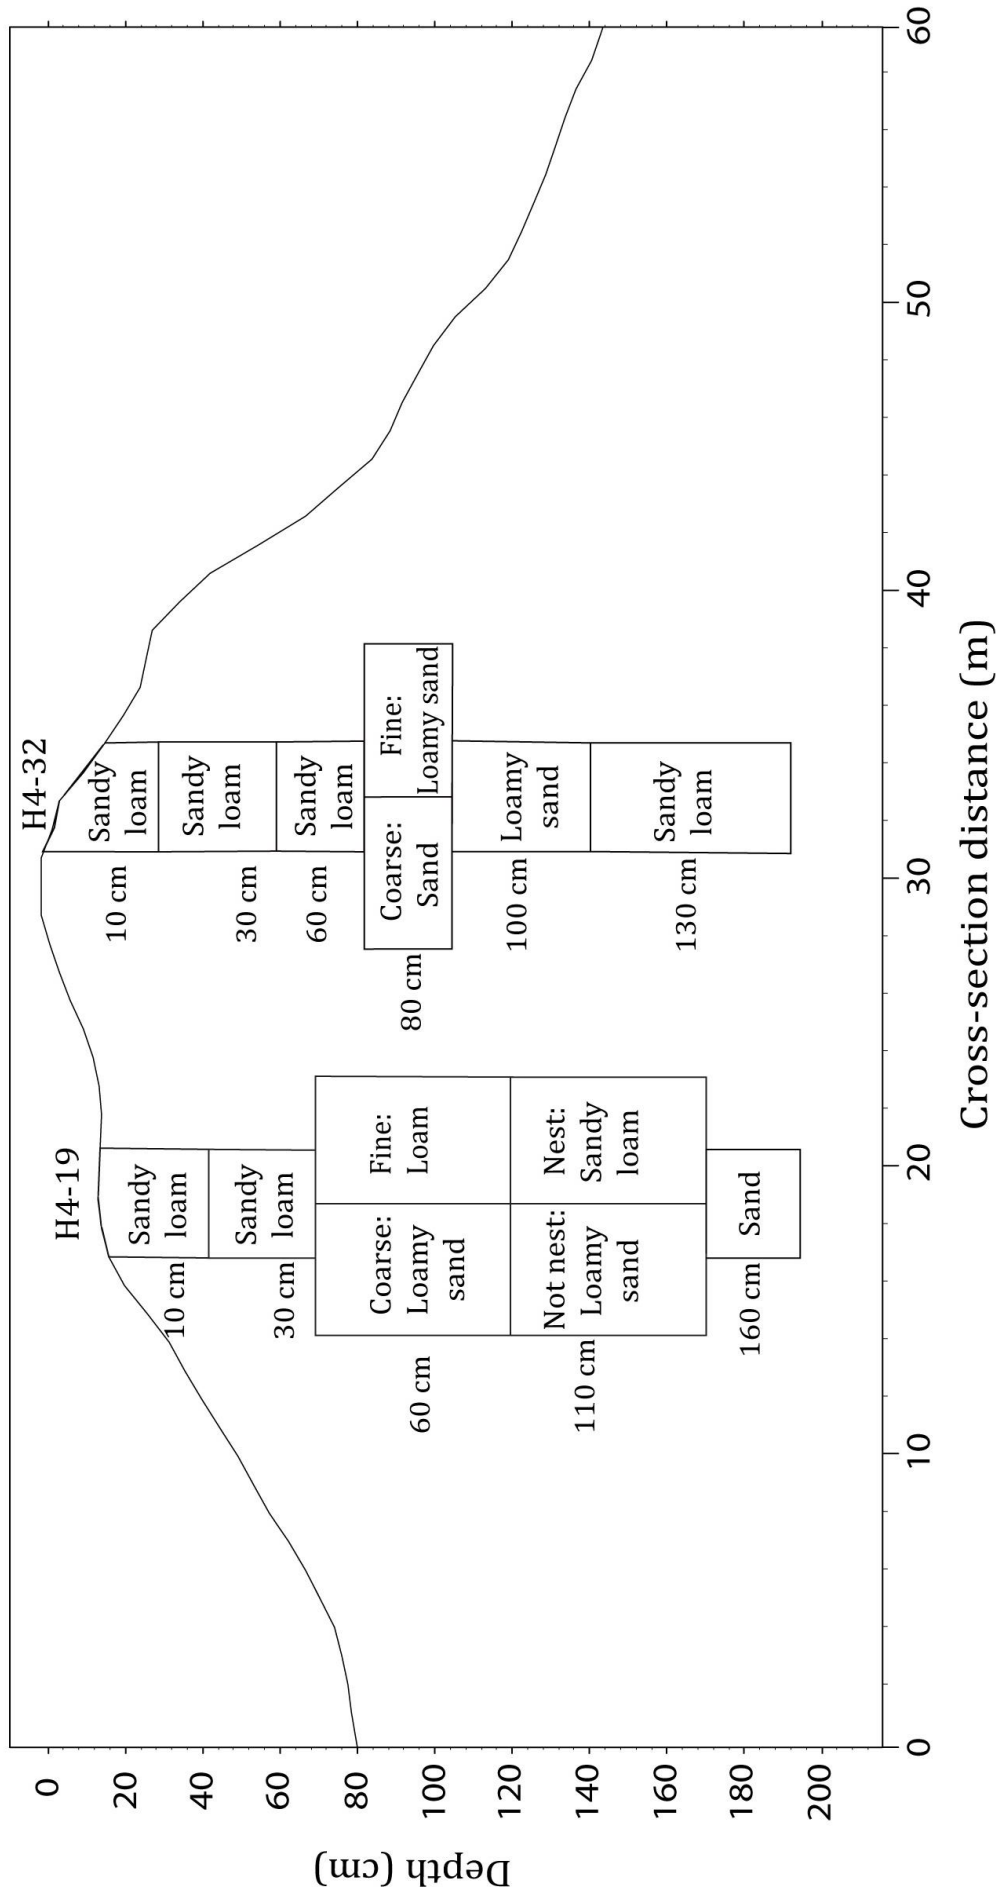 H4-19
H4-32
Sandy
loam
10 cm
Sandy
loam
30 cm
Coarse:
Loamy
sand
Fine:
Loam
60 cm
Not nest:
Loamy
sand
Nest:
Sandy
loam
110 cm
Sand
160 cm
Sandy
loam
10 cm
Sandy
loam
30 cm
Sandy
loam
60 cm
Coarse:
Sand
Fine:
Loamy sand
80 cm
Loamy
sand
100 cm
Sandy
loam
130 cm
Depth (cm)
0
20
40
60
80
100
120
140
160
180
200
0
10
20
30
40
50
60
Cross-section distance (m)